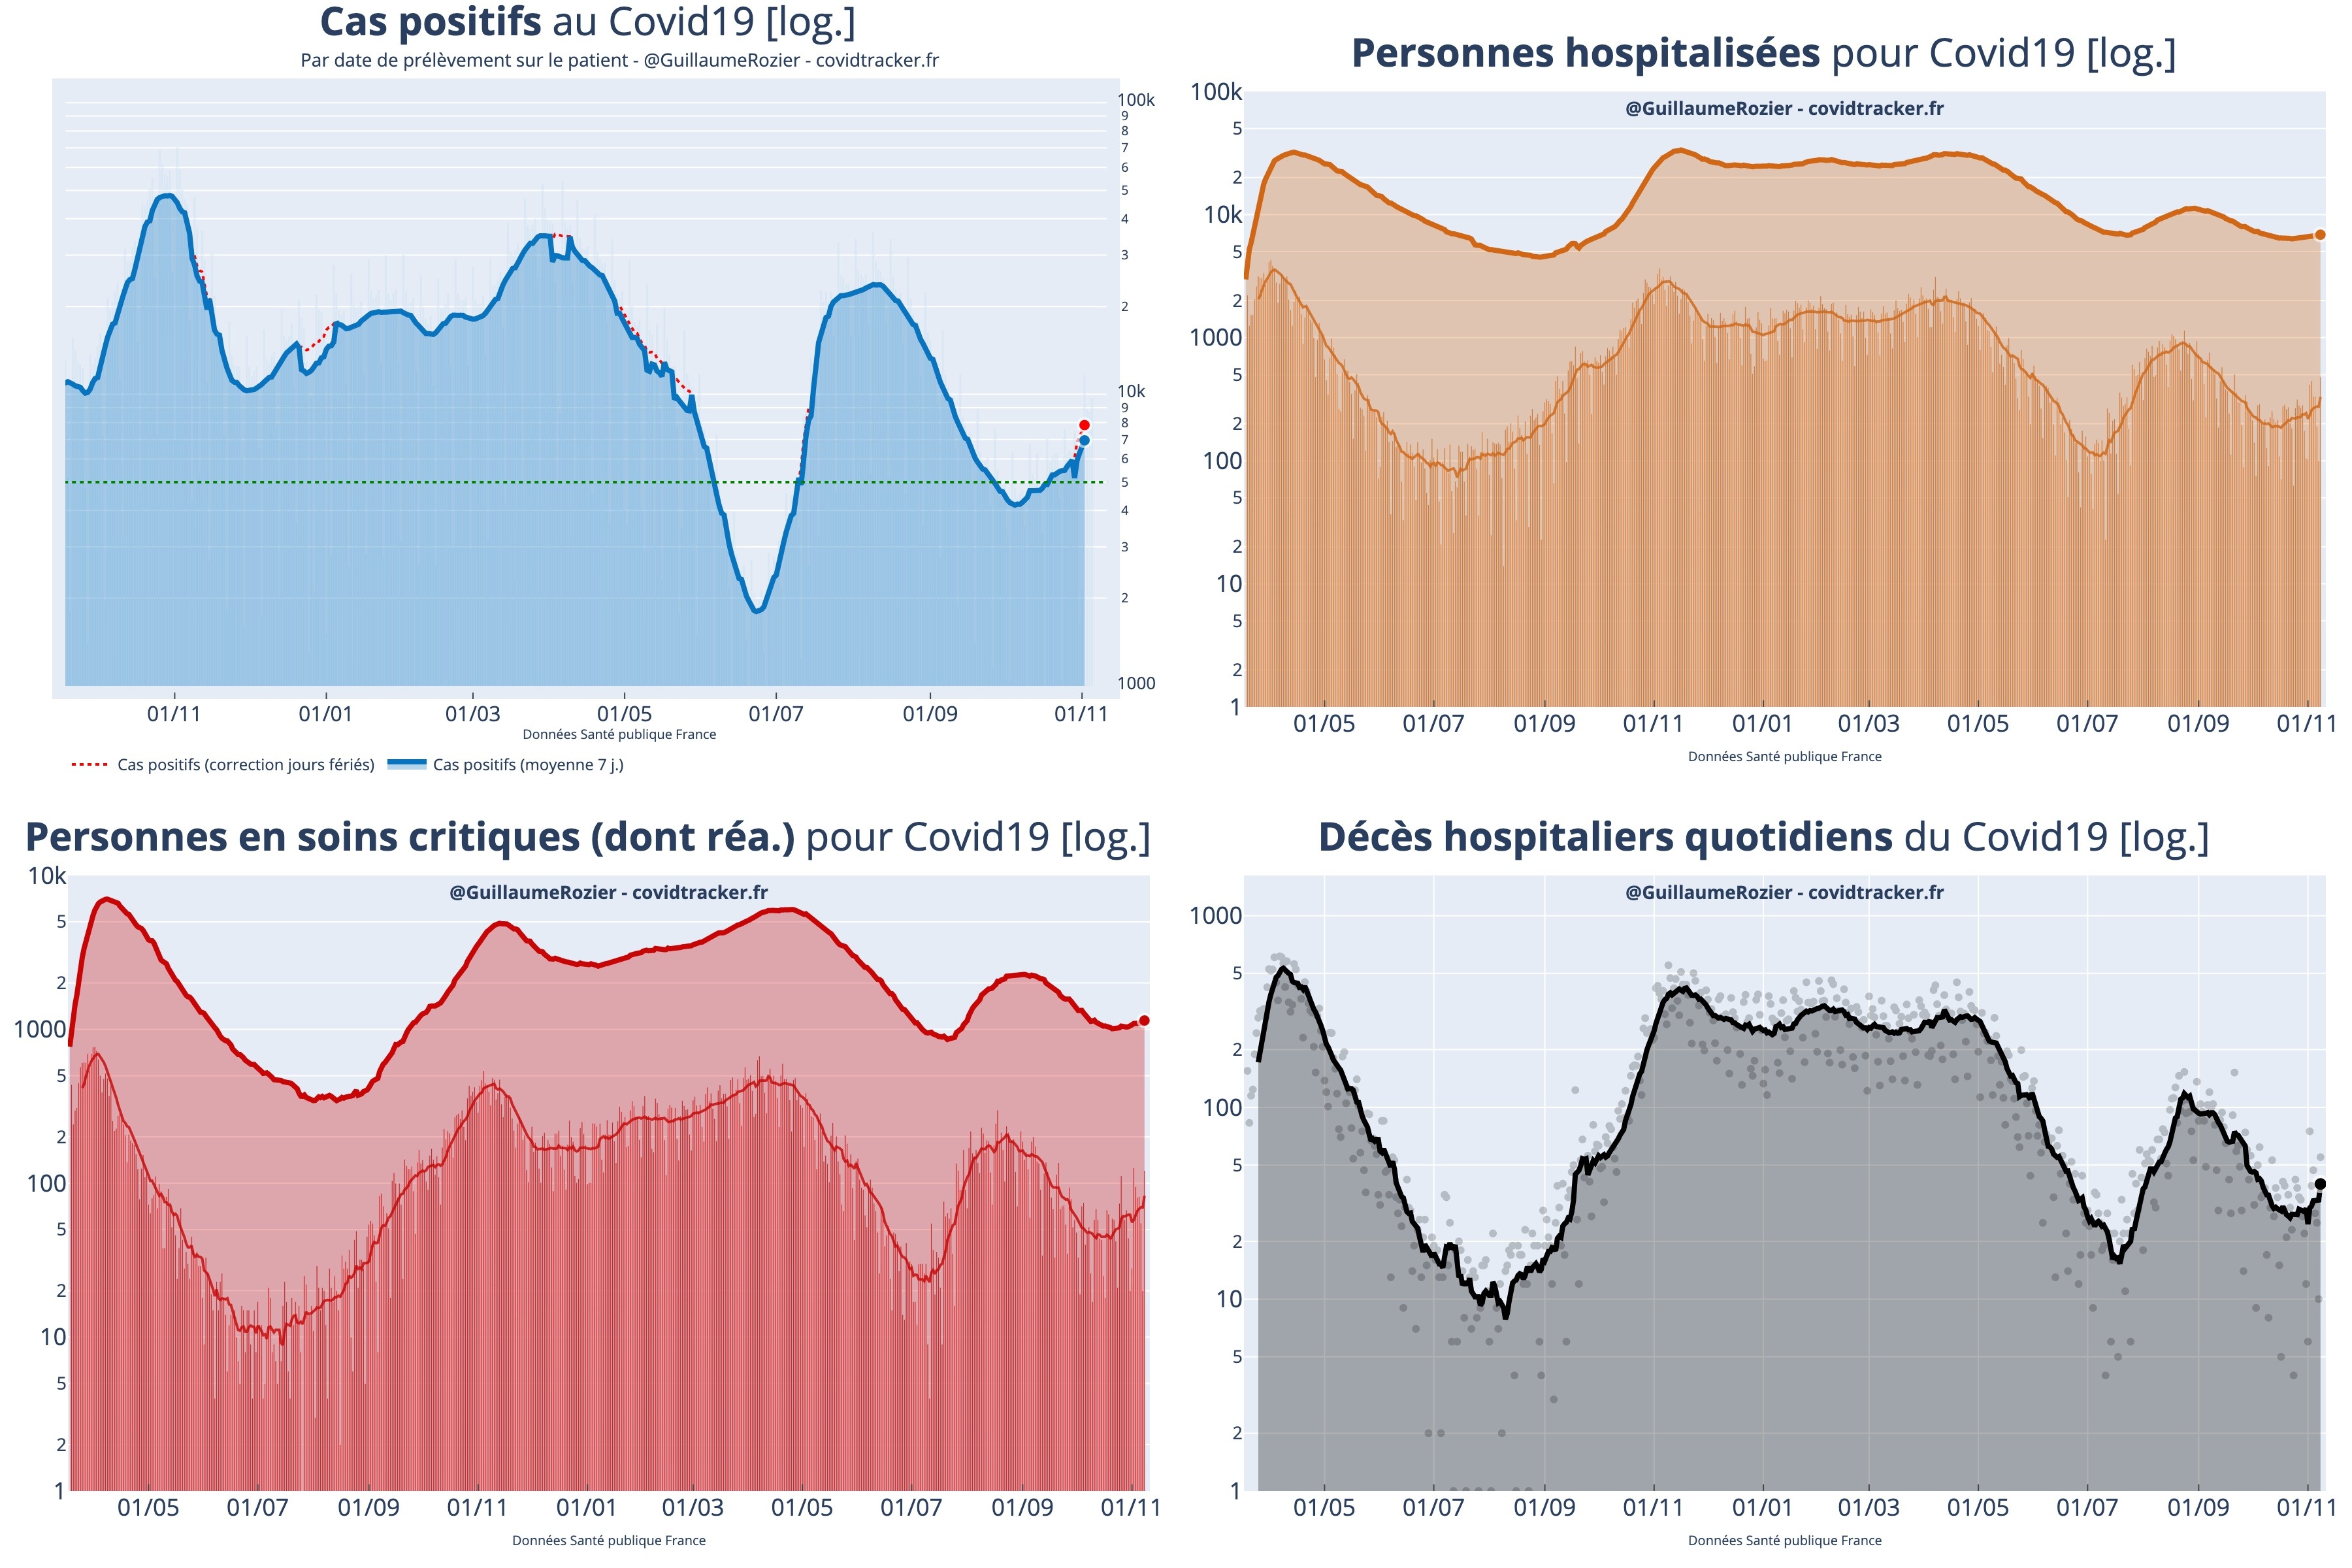 Cas positifs au Covid19 [log.]
Par date de prélèvement sur le patient - @GuillaumeRozier - covidtracker.fr
100k
9
8
7
6
5
4
3
2
10k
9
8
7
6
5
4
3
2
1000
01/11 01/01 01/03 01/05 01/07 01/09 01/11
Données Santé publique France
Cas positifs (correction jours fériés) Cas positifs (moyenne 7 j.)
Personnes hospitalisées pour Covid19 [log.]
@GuillaumeRozier - covidtracker.fr
100k
5
2
10k
5
2
1000
5
2
100
5
2
10
5
2
1
01/05 01/07 01/09 01/11 01/01 01/03 01/05 01/07 01/09 01/11
Données Santé publique France
Personnes en soins critiques (dont réa.) pour Covid19 [log.]
@GuillaumeRozier - covidtracker.fr
10k
5
2
1000
5
2
100
5
2
10
5
2
1
01/05 01/07 01/09 01/11 01/01 01/03 01/05 01/07 01/09 01/11
Données Santé publique France
Décès hospitaliers quotidiens du Covid19 [log.]
@GuillaumeRozier - covidtracker.fr
1000
5
2
100
5
2
10
5
2
1
01/05 01/07 01/09 01/11 01/01 01/03 01/05 01/07 01/09 01/11
Données Santé publique France